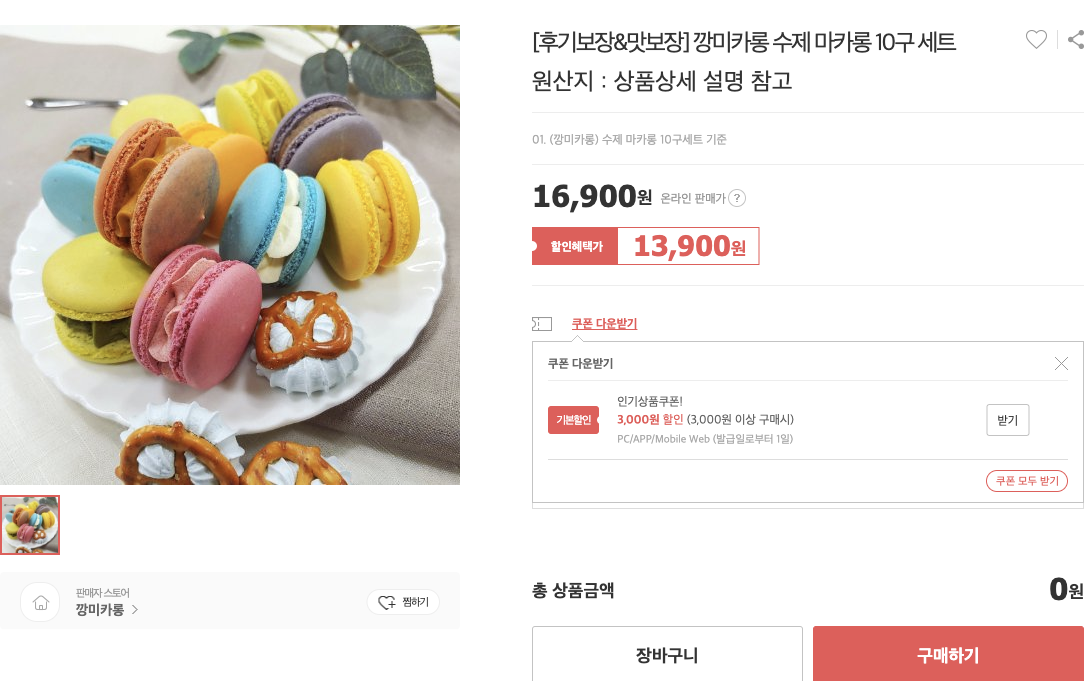 [후기보장&맛보장] 깡미카롱 수제 마카롱 10구 세트
원산지 : 상품상세 설명 참고
01. (깡미카롱) 수제 마카롱 10구세트 기준
16,900원 온라인 판매가 ?
할인혜택가 13,900원
쿠폰 다운받기
쿠폰 다운받기
인기상품쿠폰!
기본할인 3,000원 할인 (3,000원 이상 구매시) 받기
PC/APP/Mobile Web (발급일로부터 1일)
쿠폰 모두 받기
판매자 스토어
깡미카롱 >
찜하기
총 상품금액 0원
장바구니 구매하기